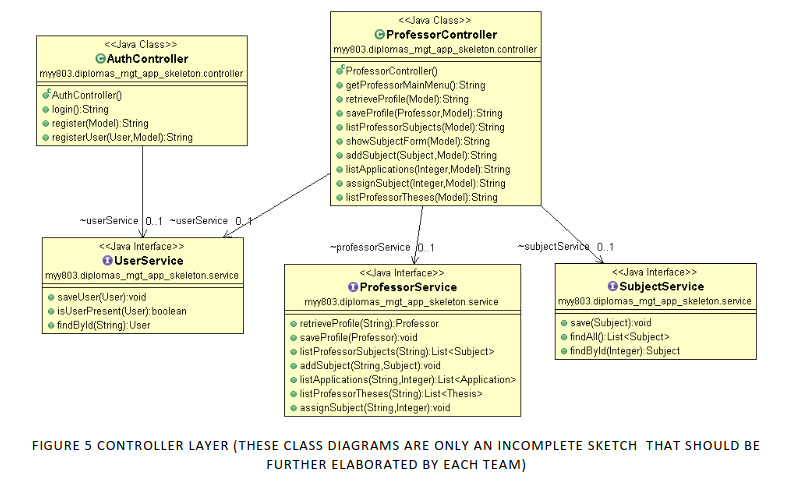 <<Java Class>>
AuthController
myy803.diplomas_mgt_app_skeleton.controller
AuthController()
login():String
register(Model):String
registerUser(User,Model):String
<<Java Class>>
ProfessorController
myy803.diplomas_mgt_app_skeleton.controller
ProfessorController()
getProfessorMainMenu():String
retrieveProfile(Model):String
saveProfile(Professor,Model):String
listProfessorSubjects(Model):String
showSubjectForm(Model):String
addSubject(Subject,Model):String
listApplications(Integer,Model):String
assignSubject(Integer,Model):String
listProfessorTheses(Model):String
~userService 0..1
~userService 0..1
~professorService 0..1
~subjectService 0..1
<<Java Interface>>
UserService
myy803.diplomas_mgt_app_skeleton.service
saveUser(User):void
isUserPresent(User):boolean
findById(String):User
<<Java Interface>>
ProfessorService
myy803.diplomas_mgt_app_skeleton.service
retrieveProfile(String):Professor
saveProfile(Professor):void
listProfessorSubjects(String):List<Subject>
addSubject(String,Subject):void
listApplications(String,Integer):List<Application>
listProfessorTheses(String):List<Thesis>
assignSubject(String,Integer):void
<<Java Interface>>
SubjectService
myy803.diplomas_mgt_app_skeleton.service
save(Subject):void
findAll():List<Subject>
findById(Integer):Subject
FIGURE 5 CONTROLLER LAYER (THESE CLASS DIAGRAMS ARE ONLY AN INCOMPLETE SKETCH THAT SHOULD BE
FURTHER ELABORATED BY EACH TEAM)